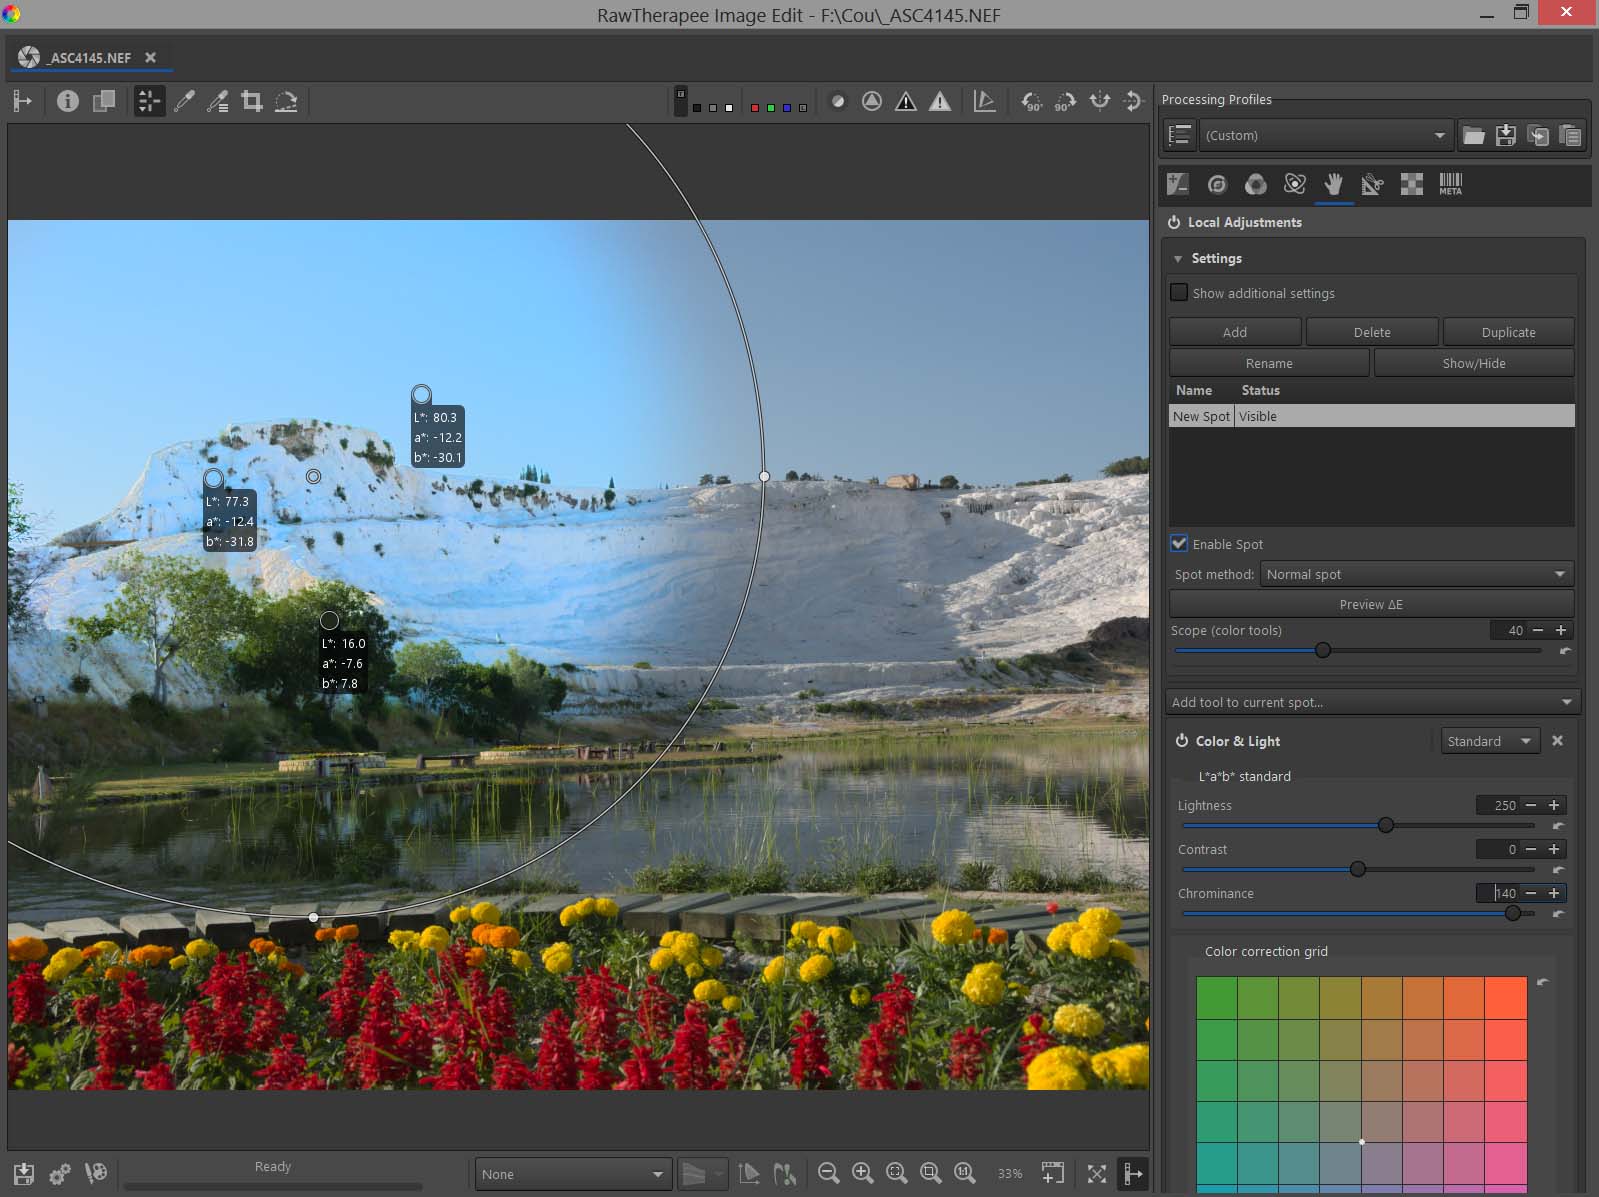 RawTherapee Image Edit - F:\Cou\_ASC4145.NEF
_ASC4145.NEF
90°
90°
Processing Profiles
(Custom)
META
Local Adjustments
Settings
Show additional settings
Add Delete Duplicate
Rename Show/Hide
Name Status
New Spot Visible
Enable Spot
Spot method: Normal spot
Preview ΔE
Scope (color tools) 40
Add tool to current spot...
Color & Light Standard
L*a*b* standard
Lightness 250
Contrast 0
Chrominance 140
Color correction grid
L*: 80.3
a*: -12.2
b*: -30.1
L*: 77.3
a*: -12.4
b*: -31.8
L*: 16.0
a*: -7.6
b*: 7.8
Ready
None
1:1
33%